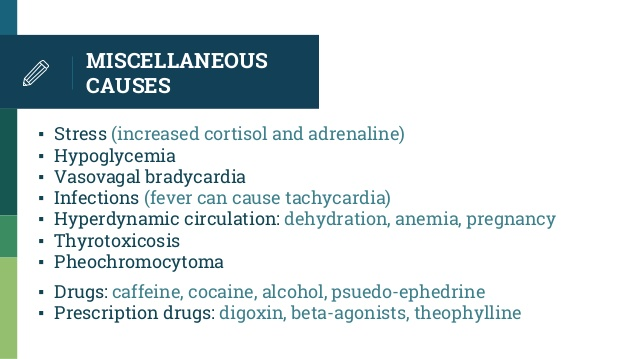 MISCELLANEOUS
CAUSES
▪ Stress (increased cortisol and adrenaline)
▪ Hypoglycemia
▪ Vasovagal bradycardia
▪ Infections (fever can cause tachycardia)
▪ Hyperdynamic circulation: dehydration, anemia, pregnancy
▪ Thyrotoxicosis
▪ Pheochromocytoma
▪ Drugs: caffeine, cocaine, alcohol, psuedo-ephedrine
▪ Prescription drugs: digoxin, beta-agonists, theophylline